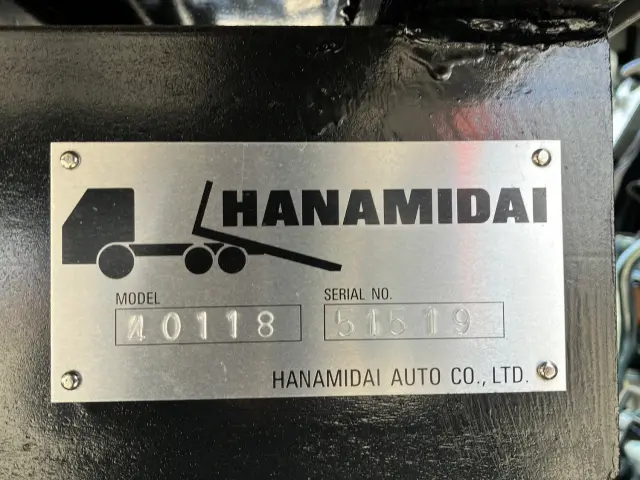 HANAMIDAI
MODEL
40118
SERIAL NO.
51519
HANAMIDAI AUTO CO., LTD.